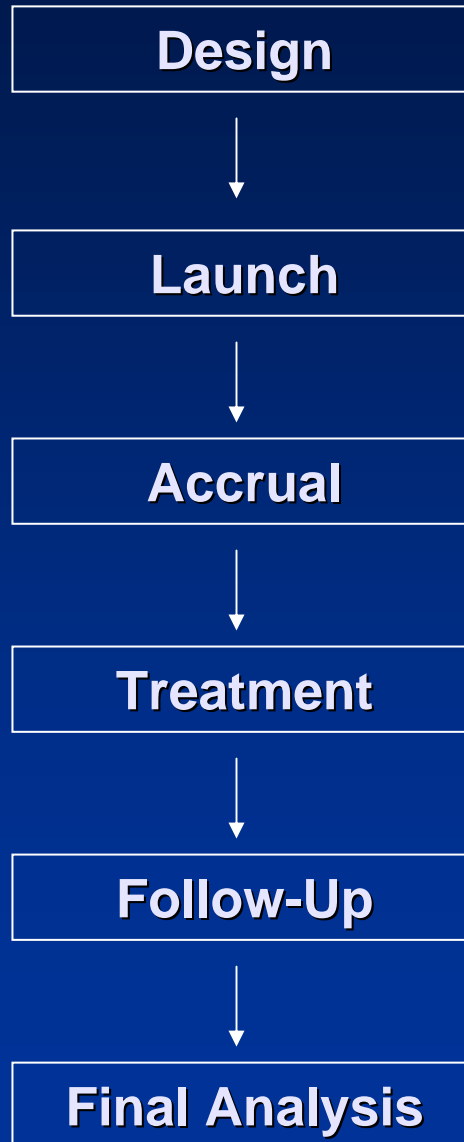 Design
Launch
Accrual
Treatment
Follow-Up
Final Analysis